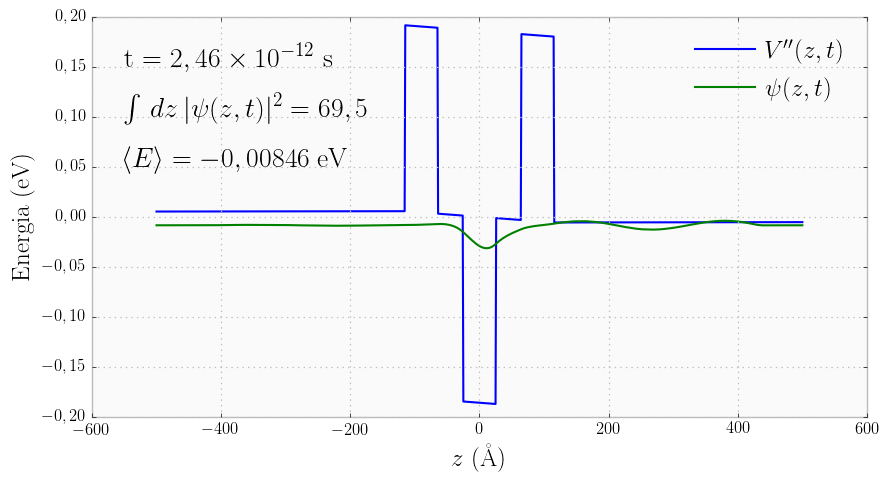 t = 2,46 × 10⁻¹² s
∫ dz |ψ(z,t)|² = 69,5
⟨E⟩ = −0,00846 eV
V′′(z,t)
ψ(z,t)
Energia (eV)
0,20
0,15
0,10
0,05
0,00
−0,05
−0,10
−0,15
−0,20
−600 −400 −200 0 200 400 600
z (Å)